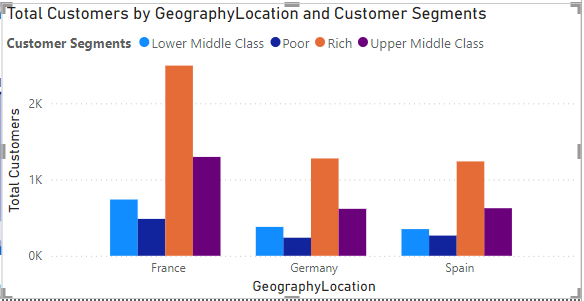 Total Customers by GeographyLocation and Customer Segments
Customer Segments Lower Middle Class Poor Rich Upper Middle Class
Total Customers
2K
1K
0K
France Germany Spain
GeographyLocation